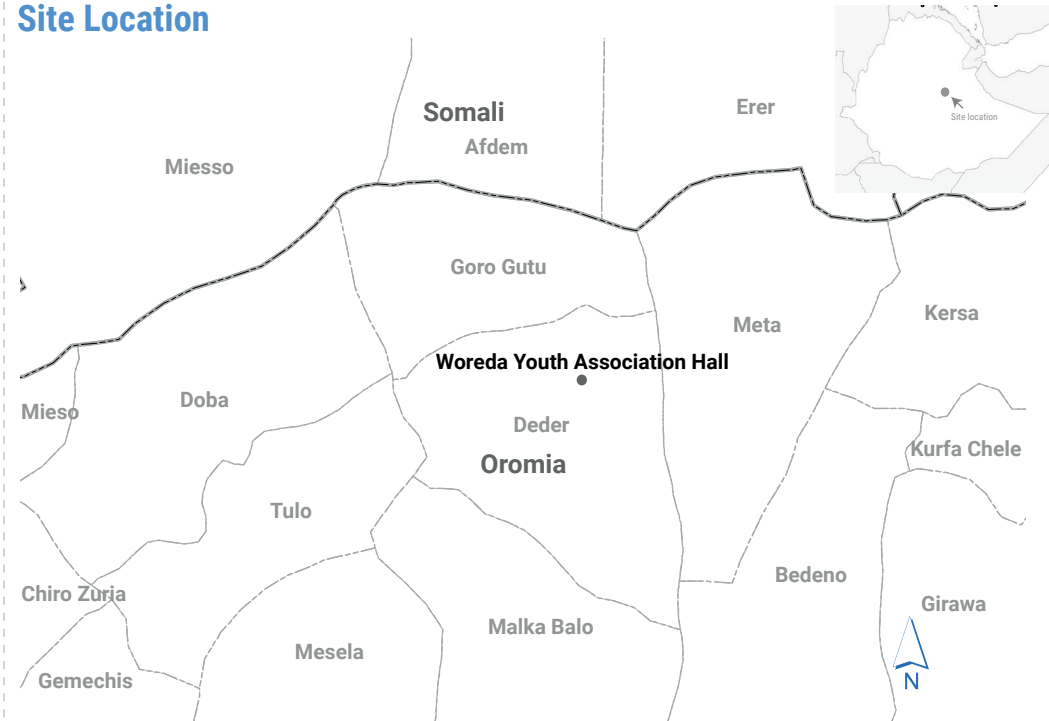 Site Location
Site location
Somali
Erer
Afdem
Miesso
Goro Gutu
Kersa
Meta
Woreda Youth Association Hall
Doba
Mieso
Deder
Kurfa Chele
Oromia
Tulo
Bedeno
Chiro Zuria
Girawa
Malka Balo
Mesela
Gemechis
N